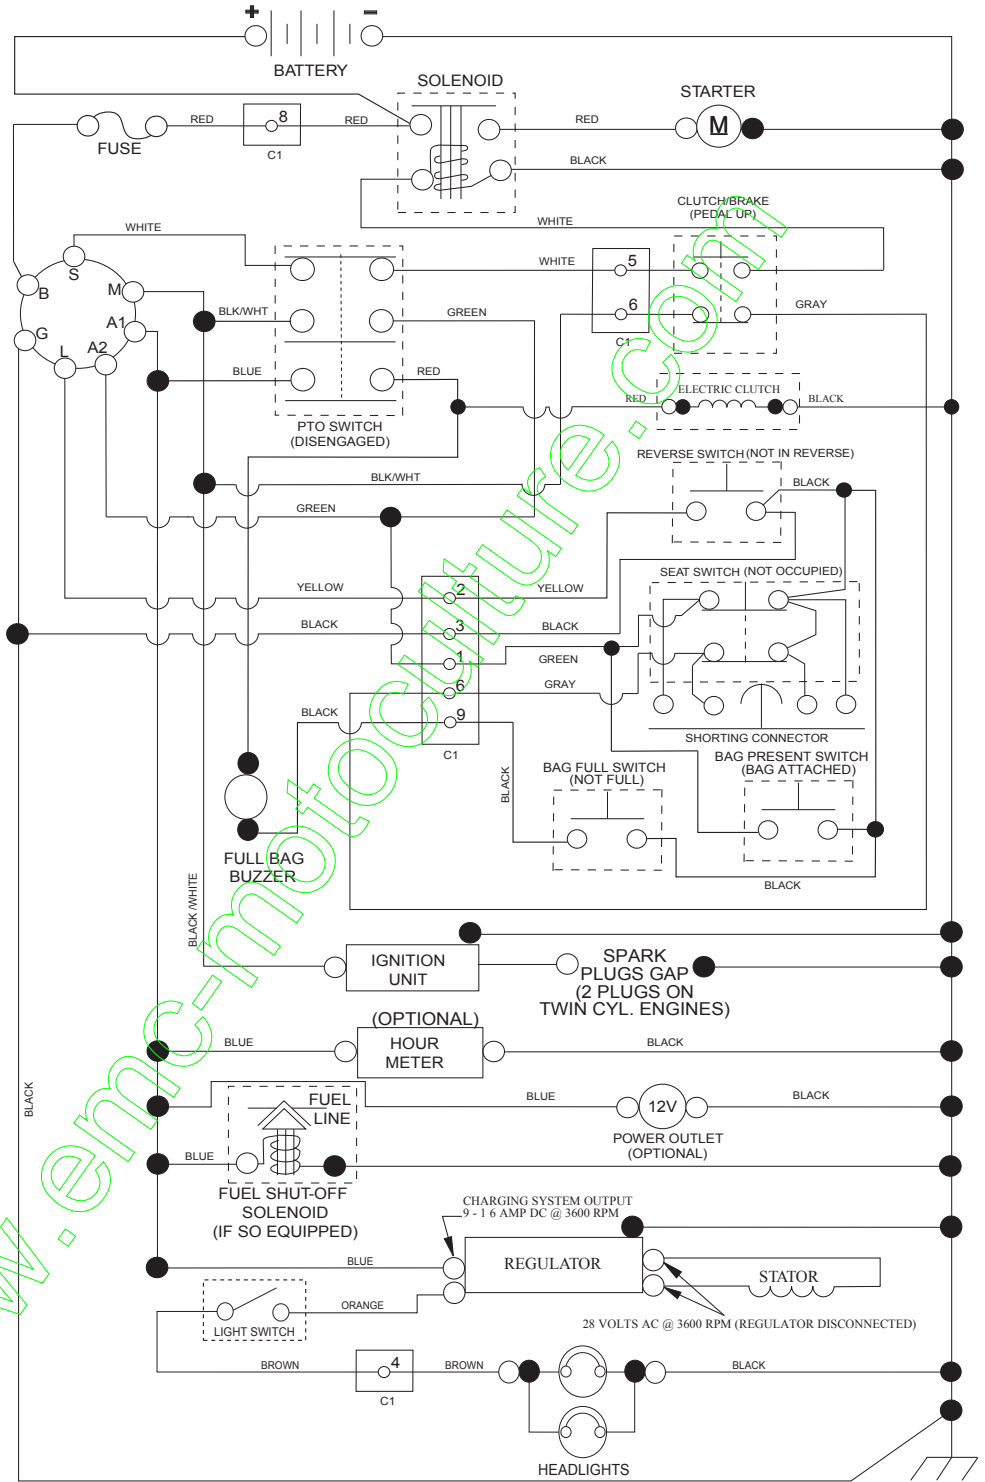 + -
BATTERY
SOLENOID
STARTER
RED
8
RED
RED
M
FUSE
C1
BLACK
CLUTCH/BRAKE
(PEDAL UP)
WHITE
WHITE
S
WHITE
5
B
M
BLK/WHT
GREEN
6
GRAY
G
A1
L
A2
C1
BLUE
RED
ELECTRIC CLUTCH
RED
BLACK
PTO SWITCH
(DISENGAGED)
REVERSE SWITCH (NOT IN REVERSE)
BLK/WHT
BLACK
GREEN
SEAT SWITCH (NOT OCCUPIED)
YELLOW
2
YELLOW
BLACK
3
BLACK
1
GREEN
6
GRAY
BLACK
9
SHORTING CONNECTOR
C1
BAG FULL SWITCH
(NOT FULL)
BAG PRESENT SWITCH
(BAG ATTACHED)
BLACK
FULL BAG
BUZZER
BLACK
BLACK /WHITE
IGNITION
UNIT
SPARK
PLUGS GAP
(2 PLUGS ON
TWIN CYL. ENGINES)
(OPTIONAL)
BLUE
HOUR
METER
BLACK
BLACK
FUEL
LINE
BLUE
12V
BLACK
POWER OUTLET
(OPTIONAL)
BLUE
FUEL SHUT-OFF
SOLENOID
(IF SO EQUIPPED)
CHARGING SYSTEM OUTPUT
9 - 1 6 AMP DC @ 3600 RPM
BLUE
REGULATOR
STATOR
ORANGE
LIGHT SWITCH
28 VOLTS AC @ 3600 RPM (REGULATOR DISCONNECTED)
BROWN
4
BROWN
BLACK
C1
HEADLIGHTS
w.emc-motoculture.com